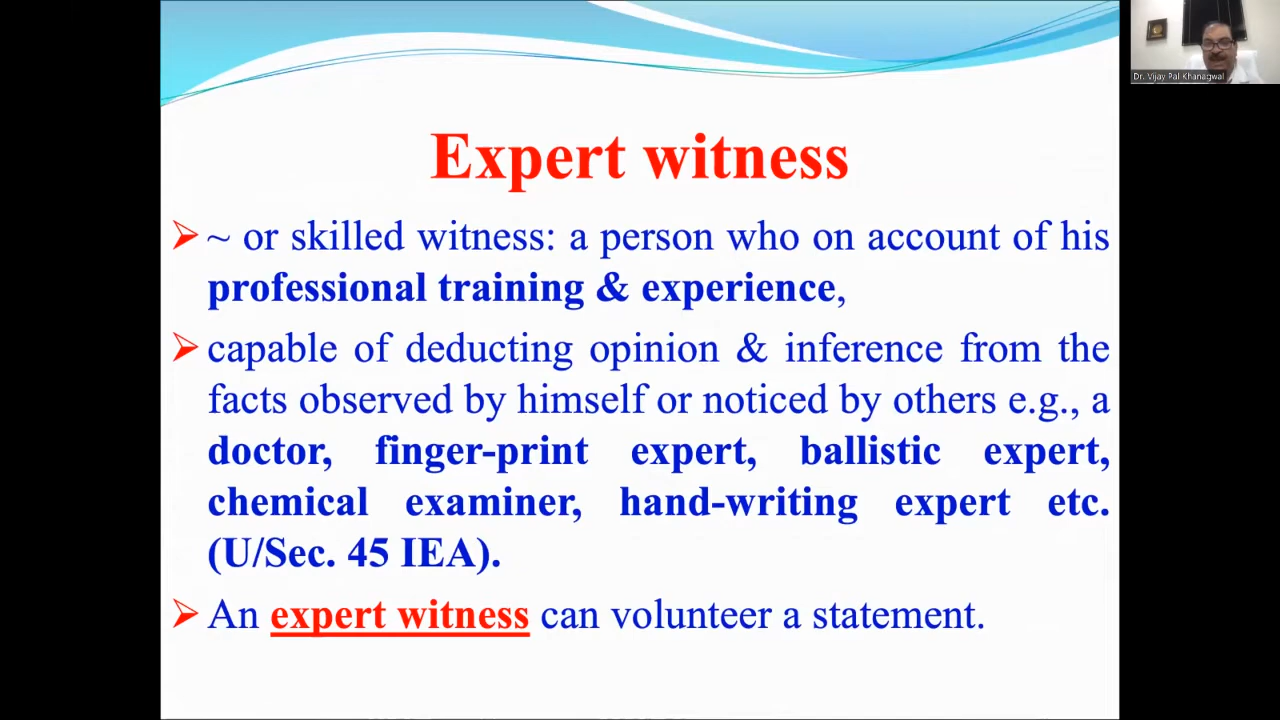 Dr. Vijay Pal Khanagwal
Expert witness
~ or skilled witness: a person who on account of his
professional training & experience,
capable of deducting opinion & inference from the
facts observed by himself or noticed by others e.g., a
doctor, finger-print expert, ballistic expert,
chemical examiner, hand-writing expert etc.
(U/Sec. 45 IEA).
An expert witness can volunteer a statement.